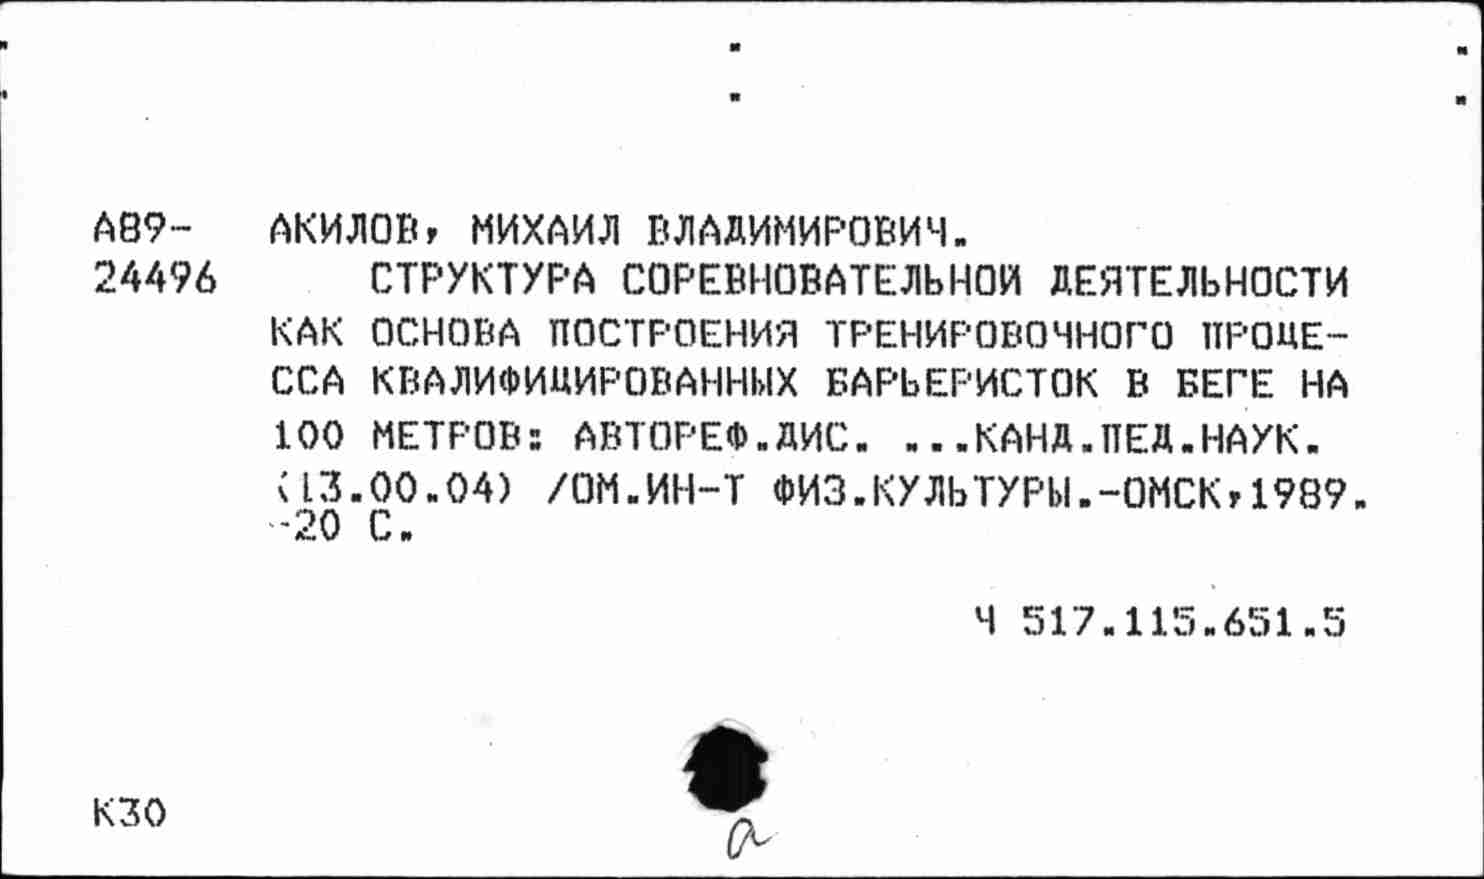 А89- АКИЛОВ, МИХАИЛ ВЛАДИМИРОВИЧ.
24496 СТРУКТУРА СОРЕВНОВАТЕЛЬНОЙ ДЕЯТЕЛЬНОСТИ
КАК ОСНОВА ПОСТРОЕНИЯ ТРЕНИРОВОЧНОГО ПРОЦЕ-
ССА КВАЛИФИЦИРОВАННЫХ БАРЬЕРИСТОК В БЕГЕ НА
100 МЕТРОВ: АВТОРЕФ.ДИС. ...КАНД.ПЕД.НАУК.
(13.00.04) /ОМ.ИН-Т ФИЗ.КУЛЬТУРЫ.-ОМСК,1989.
-20 С.
Ч 517.115.651.5
К30
а